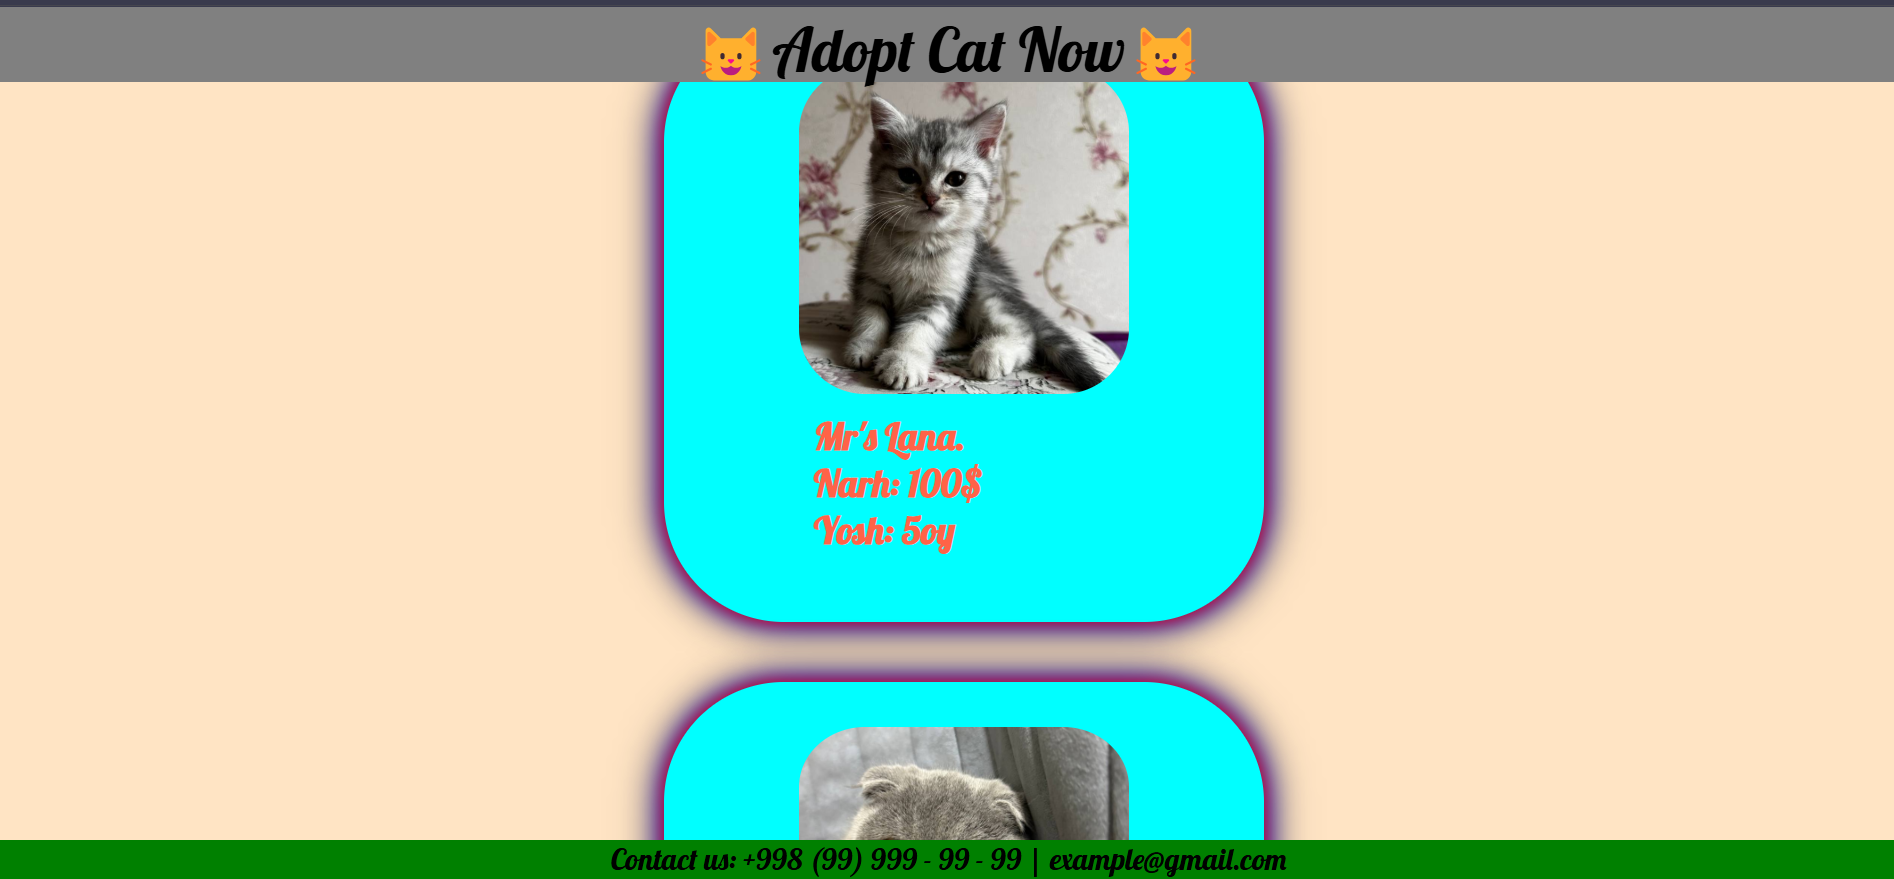 Adopt Cat Now
Mr's Lana.
Narh: 100$
Yosh: 5oy
Contact us: +998 (99) 999 - 99 - 99 | example@gmail.com